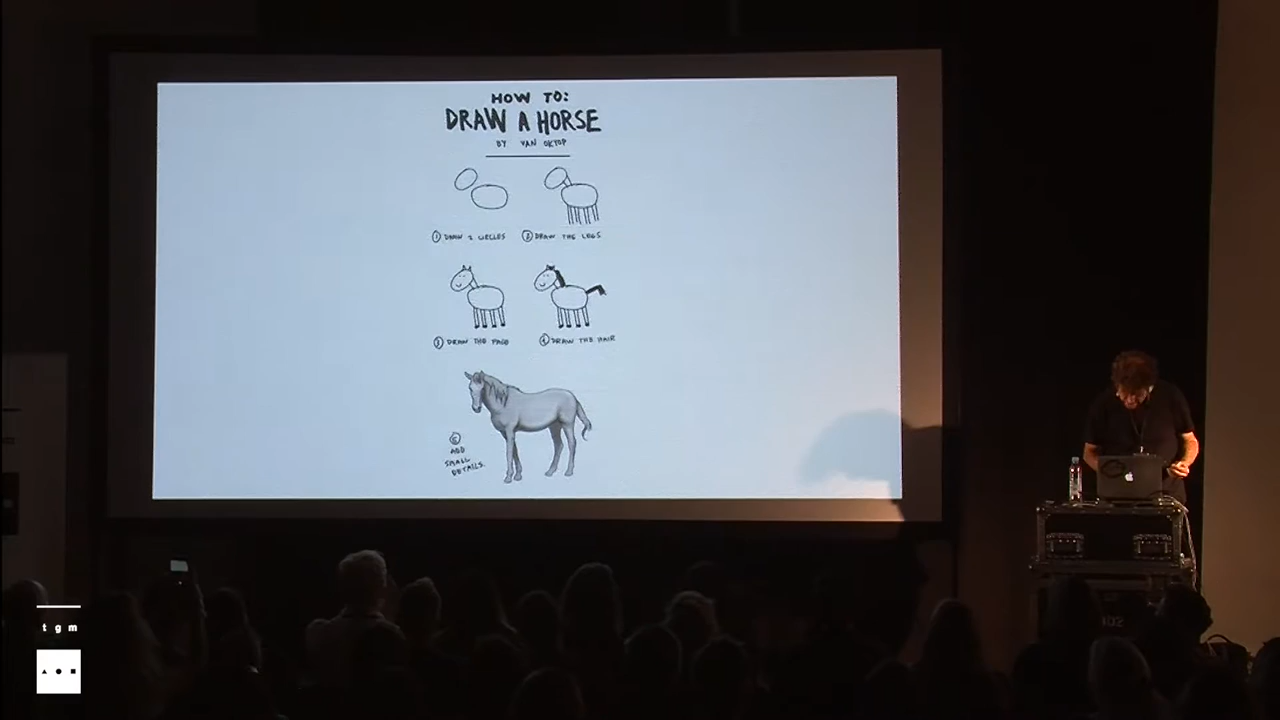 HOW TO:
DRAW A HORSE
BY VAN OKTOP
① DRAW 2 CIRCLES
② DRAW THE LEGS
③ DRAW THE FACE
④ DRAW THE HAIR
⑤ ADD
SMALL
DETAILS.
tgm